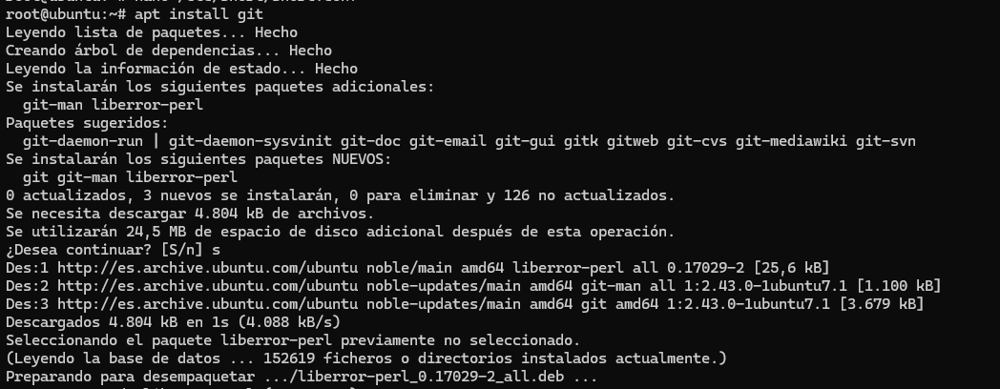 root@ubuntu:~# apt install git
Leyendo lista de paquetes... Hecho
Creando árbol de dependencias... Hecho
Leyendo la información de estado... Hecho
Se instalarán los siguientes paquetes adicionales:
  git-man liberror-perl
Paquetes sugeridos:
  git-daemon-run | git-daemon-sysvinit git-doc git-email git-gui gitk gitweb git-cvs git-mediawiki git-svn
Se instalarán los siguientes paquetes NUEVOS:
  git git-man liberror-perl
0 actualizados, 3 nuevos se instalarán, 0 para eliminar y 126 no actualizados.
Se necesita descargar 4.804 kB de archivos.
Se utilizarán 24,5 MB de espacio de disco adicional después de esta operación.
¿Desea continuar? [S/n] s
Des:1 http://es.archive.ubuntu.com/ubuntu noble/main amd64 liberror-perl all 0.17029-2 [25,6 kB]
Des:2 http://es.archive.ubuntu.com/ubuntu noble-updates/main amd64 git-man all 1:2.43.0-1ubuntu7.1 [1.100 kB]
Des:3 http://es.archive.ubuntu.com/ubuntu noble-updates/main amd64 git amd64 1:2.43.0-1ubuntu7.1 [3.679 kB]
Descargados 4.804 kB en 1s (4.088 kB/s)
Seleccionando el paquete liberror-perl previamente no seleccionado.
(Leyendo la base de datos ... 152619 ficheros o directorios instalados actualmente.)
Preparando para desempaquetar .../liberror-perl_0.17029-2_all.deb ...